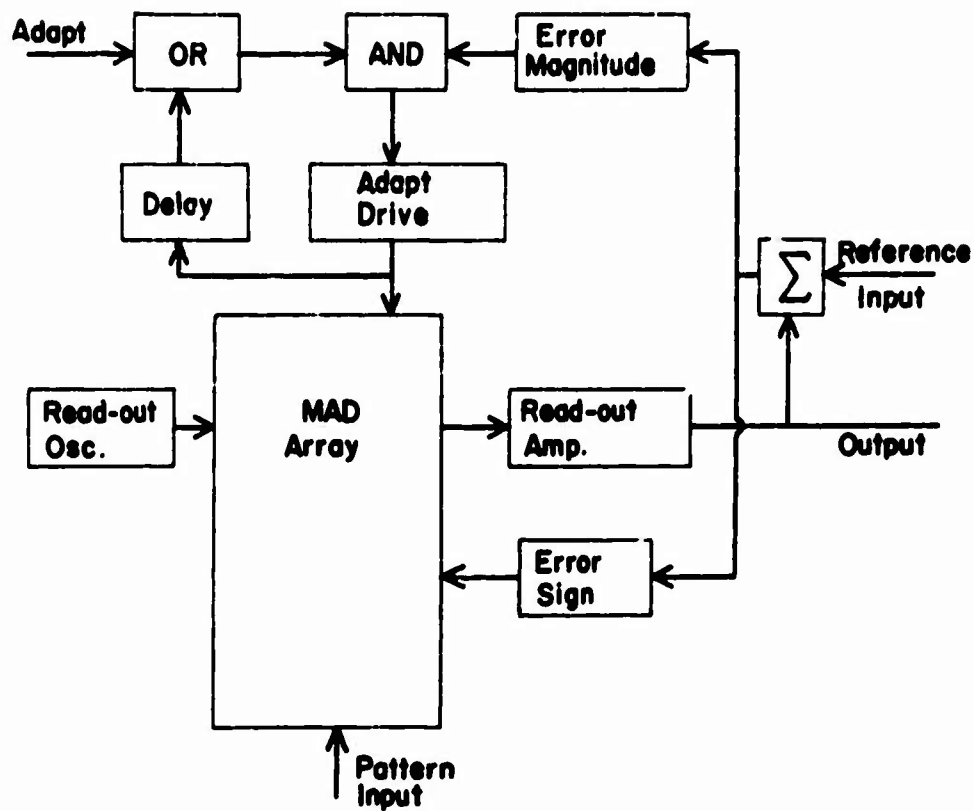 Adapt
OR
AND
Error
Magnitude
Delay
Adapt
Drive
Σ
Reference
Input
Read-out
Osc.
MAD
Array
Read-out
Amp.
Output
Error
Sign
Pattern
Input